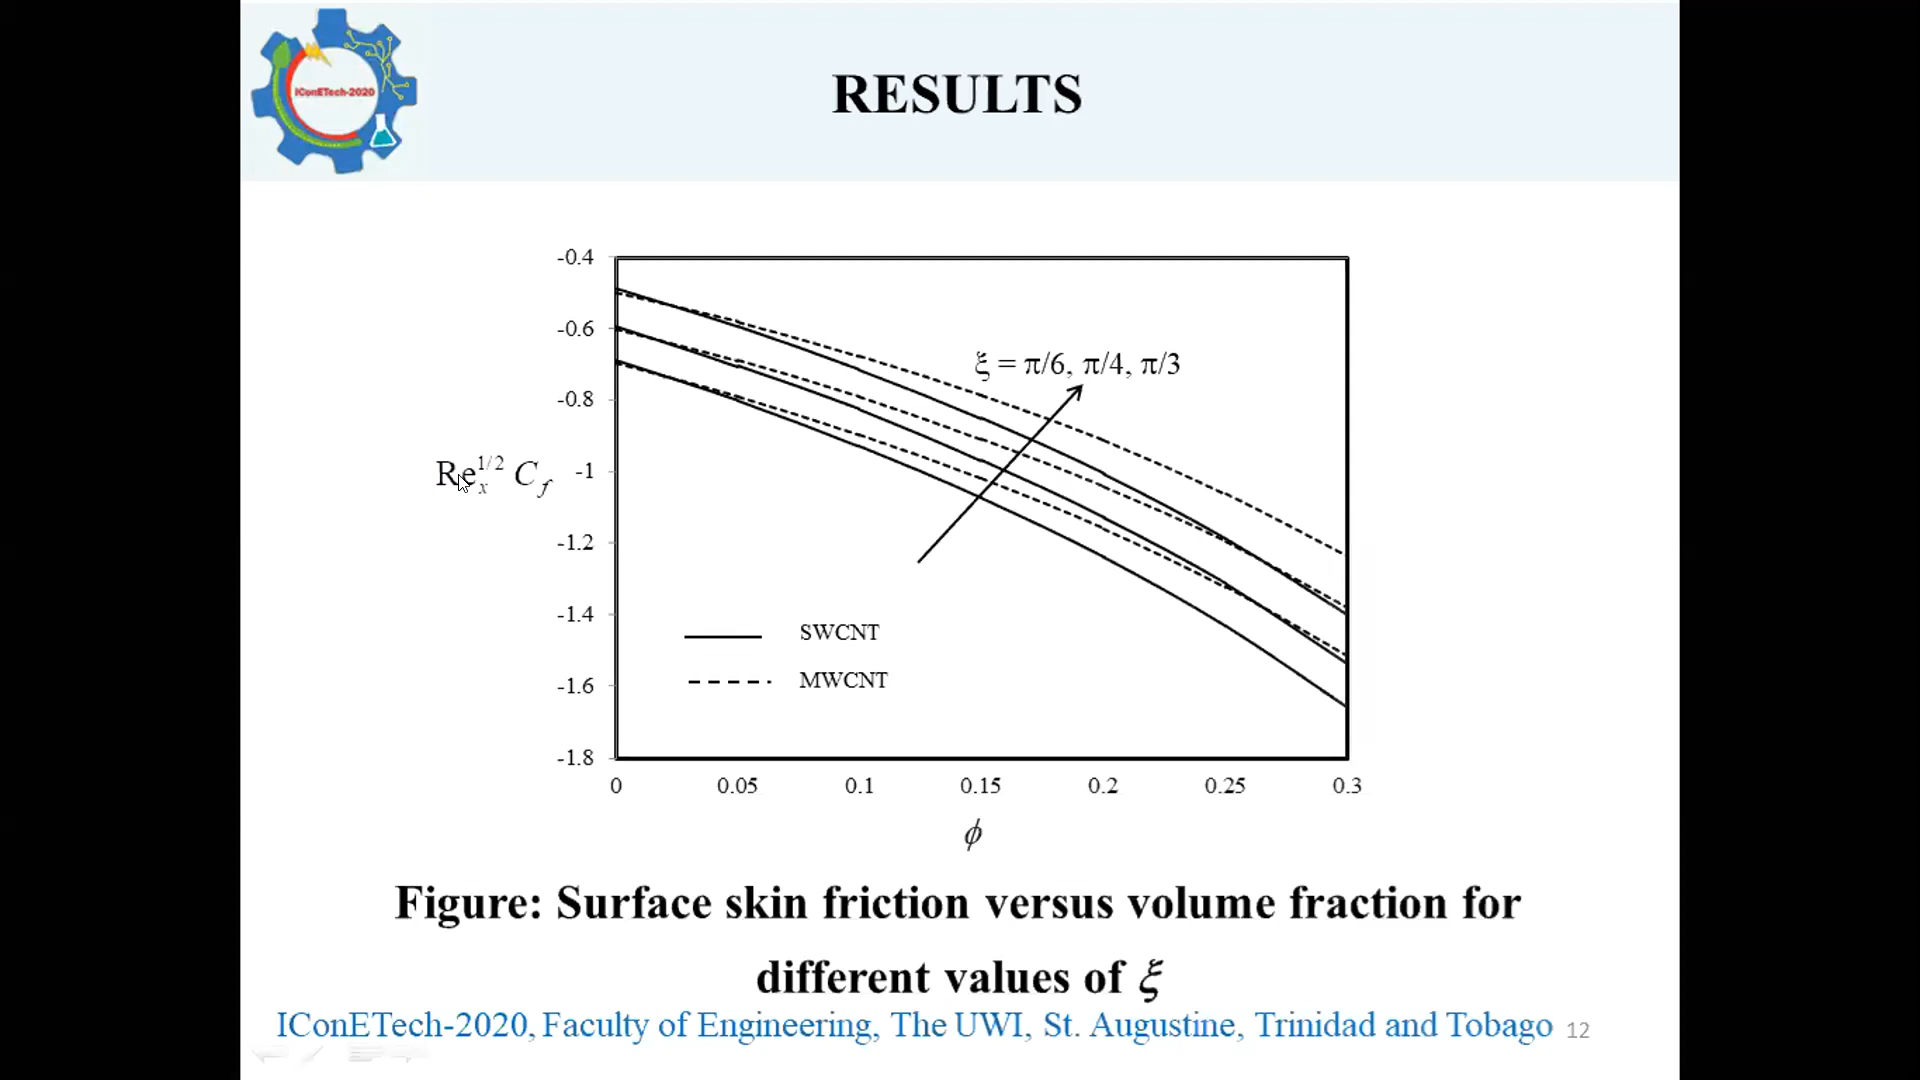 IConETech-2020
RESULTS
-0.4
-0.6
-0.8
-1
-1.2
-1.4
-1.6
-1.8
Re_x^{1/2} C_f
ξ = π/6, π/4, π/3
SWCNT
MWCNT
0 0.05 0.1 0.15 0.2 0.25 0.3
ϕ
Figure: Surface skin friction versus volume fraction for
different values of ξ
IConETech-2020, Faculty of Engineering, The UWI, St. Augustine, Trinidad and Tobago 12